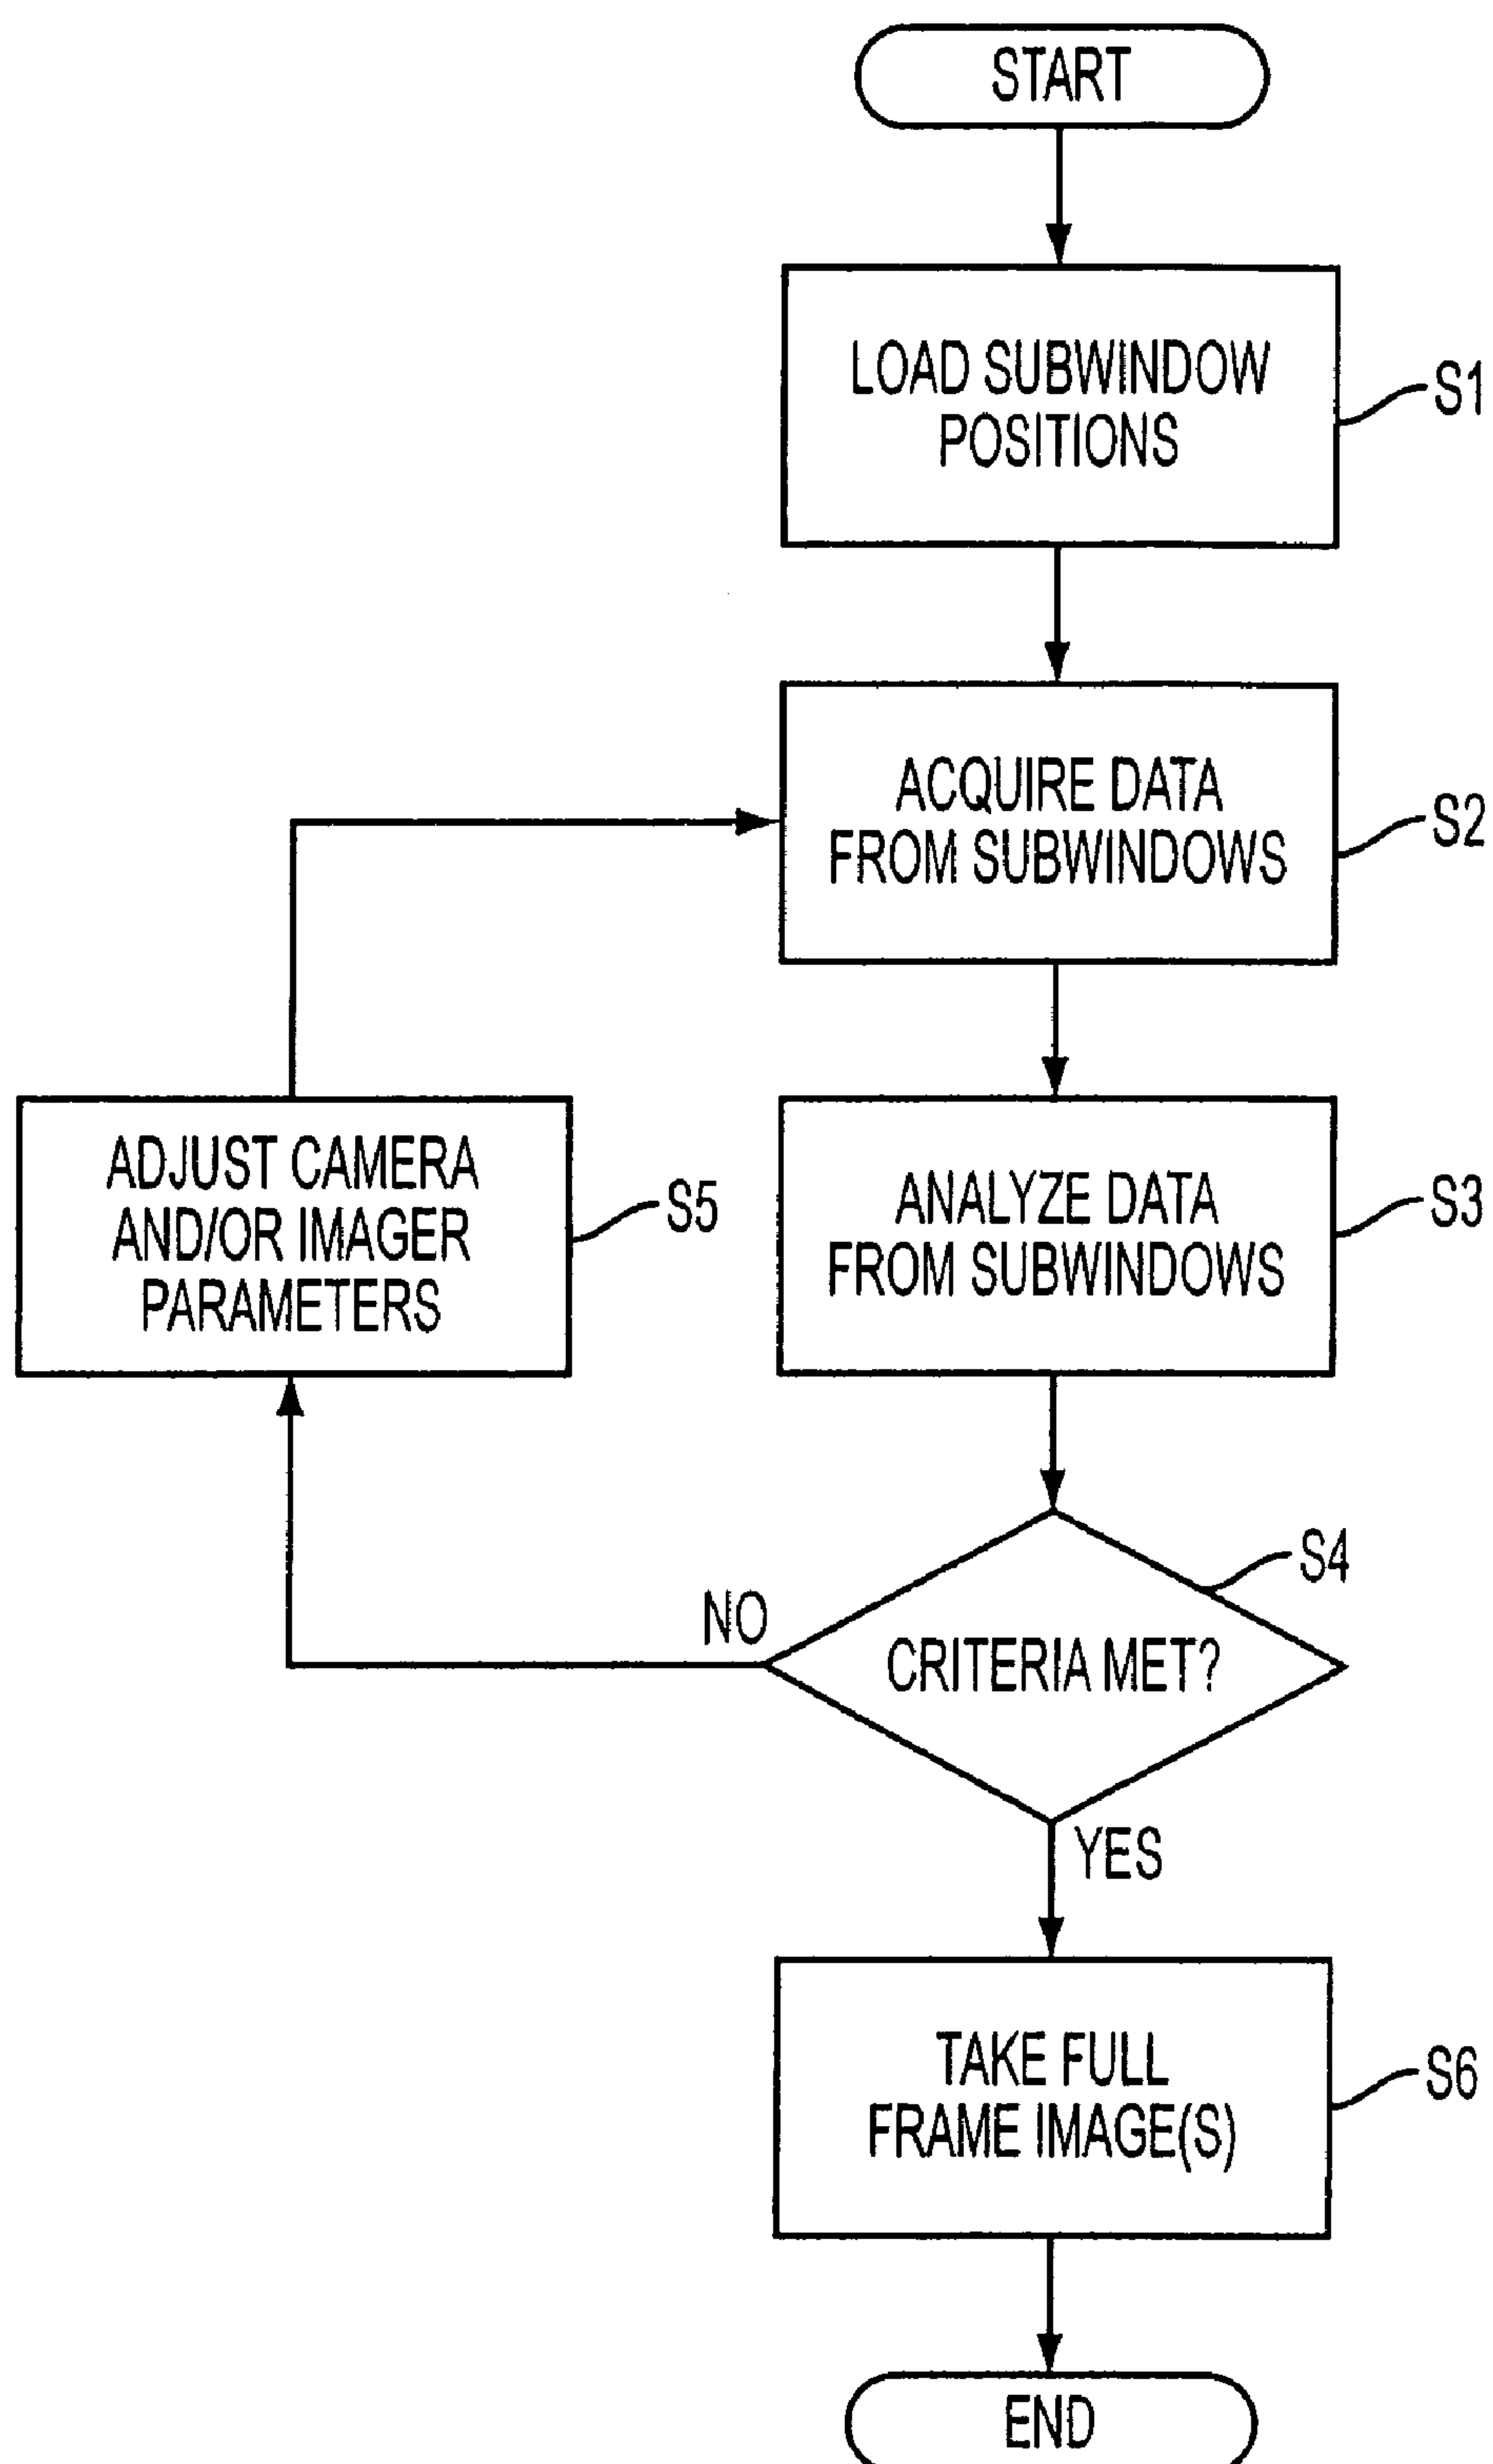 START
LOAD SUBWINDOW
POSITIONS
S1
ACQUIRE DATA
FROM SUBWINDOWS
S2
ANALYZE DATA
FROM SUBWINDOWS
S3
ADJUST CAMERA
AND/OR IMAGER
PARAMETERS
S5
CRITERIA MET?
S4
NO
YES
TAKE FULL
FRAME IMAGE(S)
S6
END